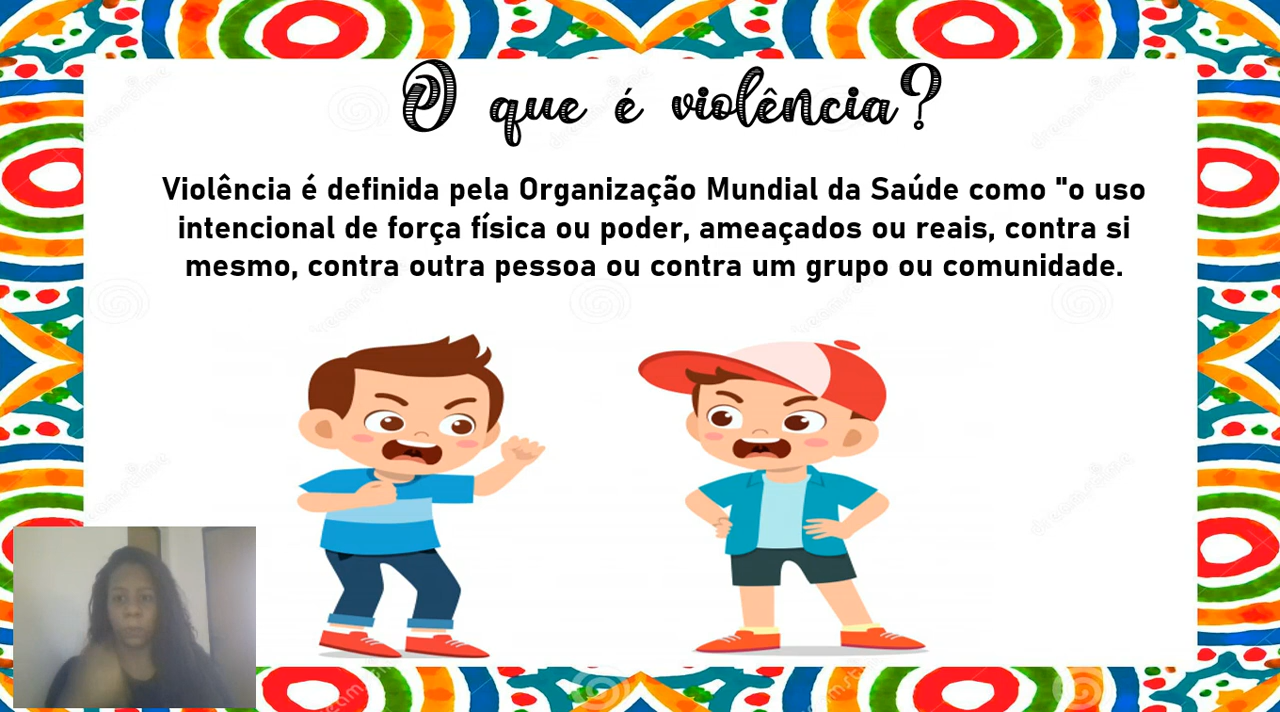 O que é violência?
Violência é definida pela Organização Mundial da Saúde como "o uso
intencional de força física ou poder, ameaçados ou reais, contra si
mesmo, contra outra pessoa ou contra um grupo ou comunidade.